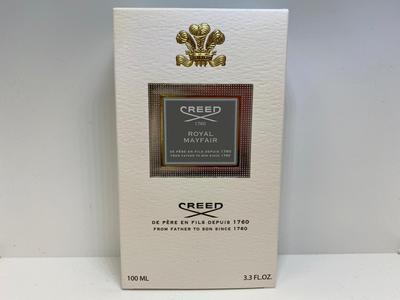 CREED
1760
ROYAL
MAYFAIR
DE PÈRE EN FILS DEPUIS 1760
FROM FATHER TO SON SINCE 1760
CREED
DE PÈRE EN FILS DEPUIS 1760
FROM FATHER TO SON SINCE 1760
100 ML
3.3 FL.OZ.